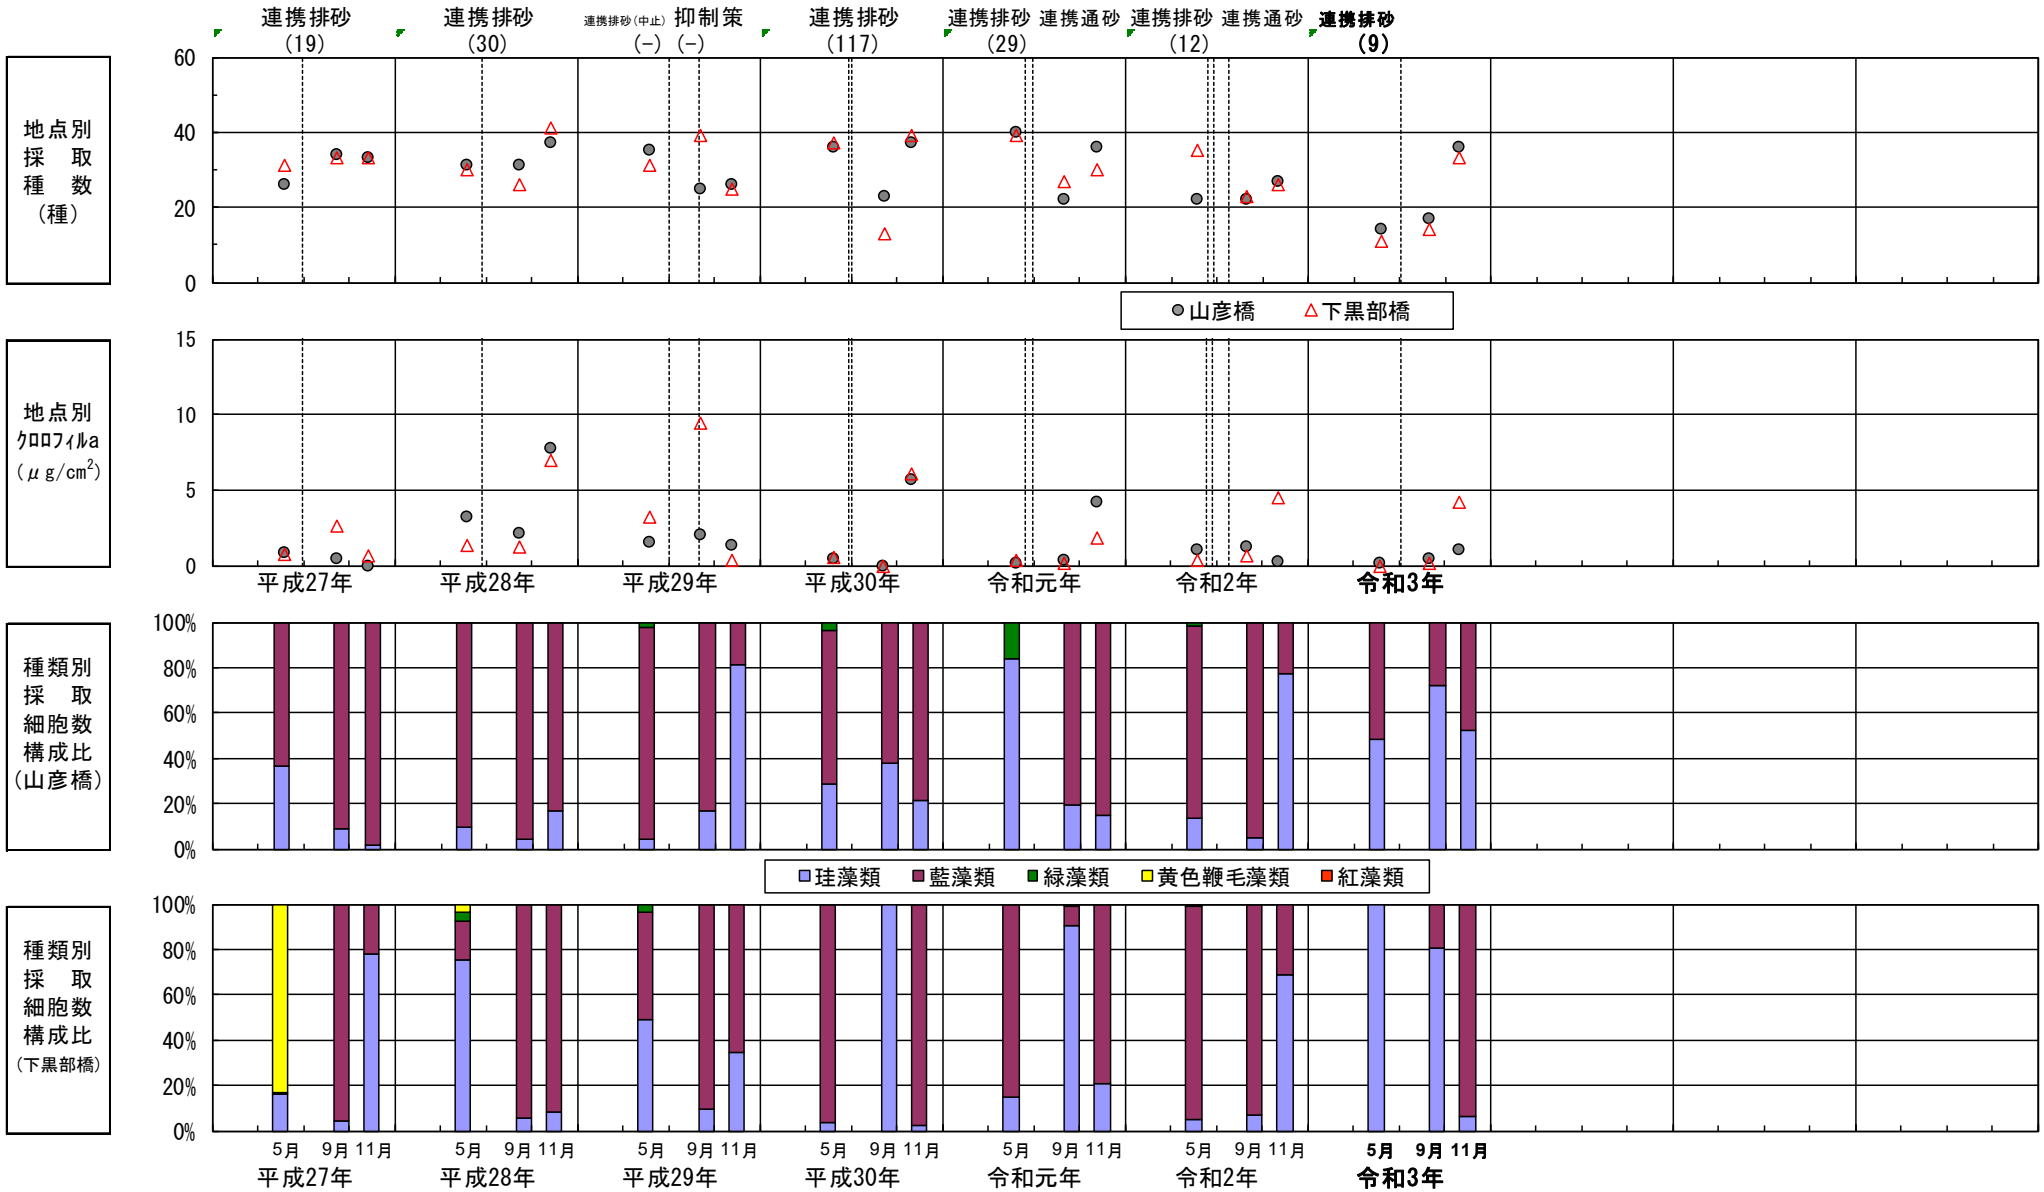 連携排砂 連携排砂 連携排砂(中止) 抑制策 連携排砂 連携排砂 連携通砂 連携排砂 連携通砂 連携排砂
(19) (30) (-) (-) (117) (29) (12) (9)
地点別
採 取
種 数
(種)
60
40
20
0
山彦橋 下黒部橋
地点別
クロロフィルa
(μg/cm2)
15
10
5
0
平成27年 平成28年 平成29年 平成30年 令和元年 令和2年 令和3年
種類別
採 取
細胞数
構成比
(山彦橋)
100%
80%
60%
40%
20%
0%
珪藻類 藍藻類 緑藻類 黄色鞭毛藻類 紅藻類
種類別
採 取
細胞数
構成比
(下黒部橋)
100%
80%
60%
40%
20%
0%
5月 9月 11月 5月 9月 11月 5月 9月 11月 5月 9月 11月 5月 9月 11月 5月 9月 11月 5月 9月 11月
平成27年 平成28年 平成29年 平成30年 令和元年 令和2年 令和3年